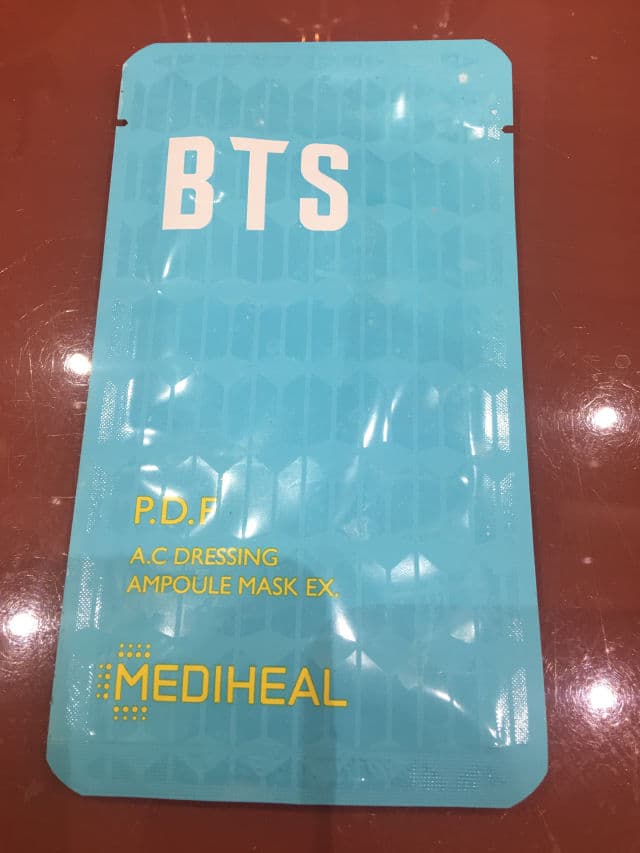 BTS
P.D.F
A.C DRESSING
AMPOULE MASK EX.
MEDIHEAL